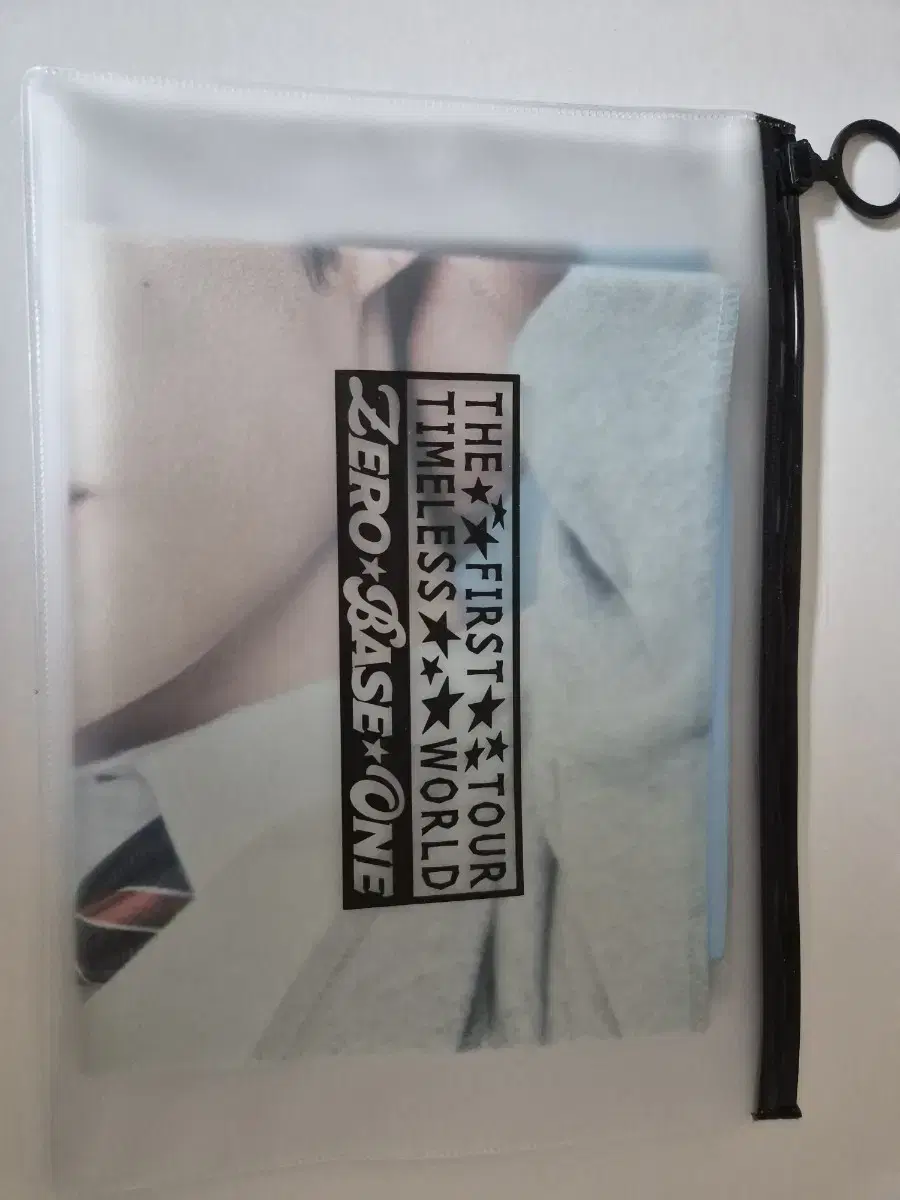 THE★★★FIRST★★★★TOUR
TIMELESS★★★WORLD
ZERO★BASE★ONE